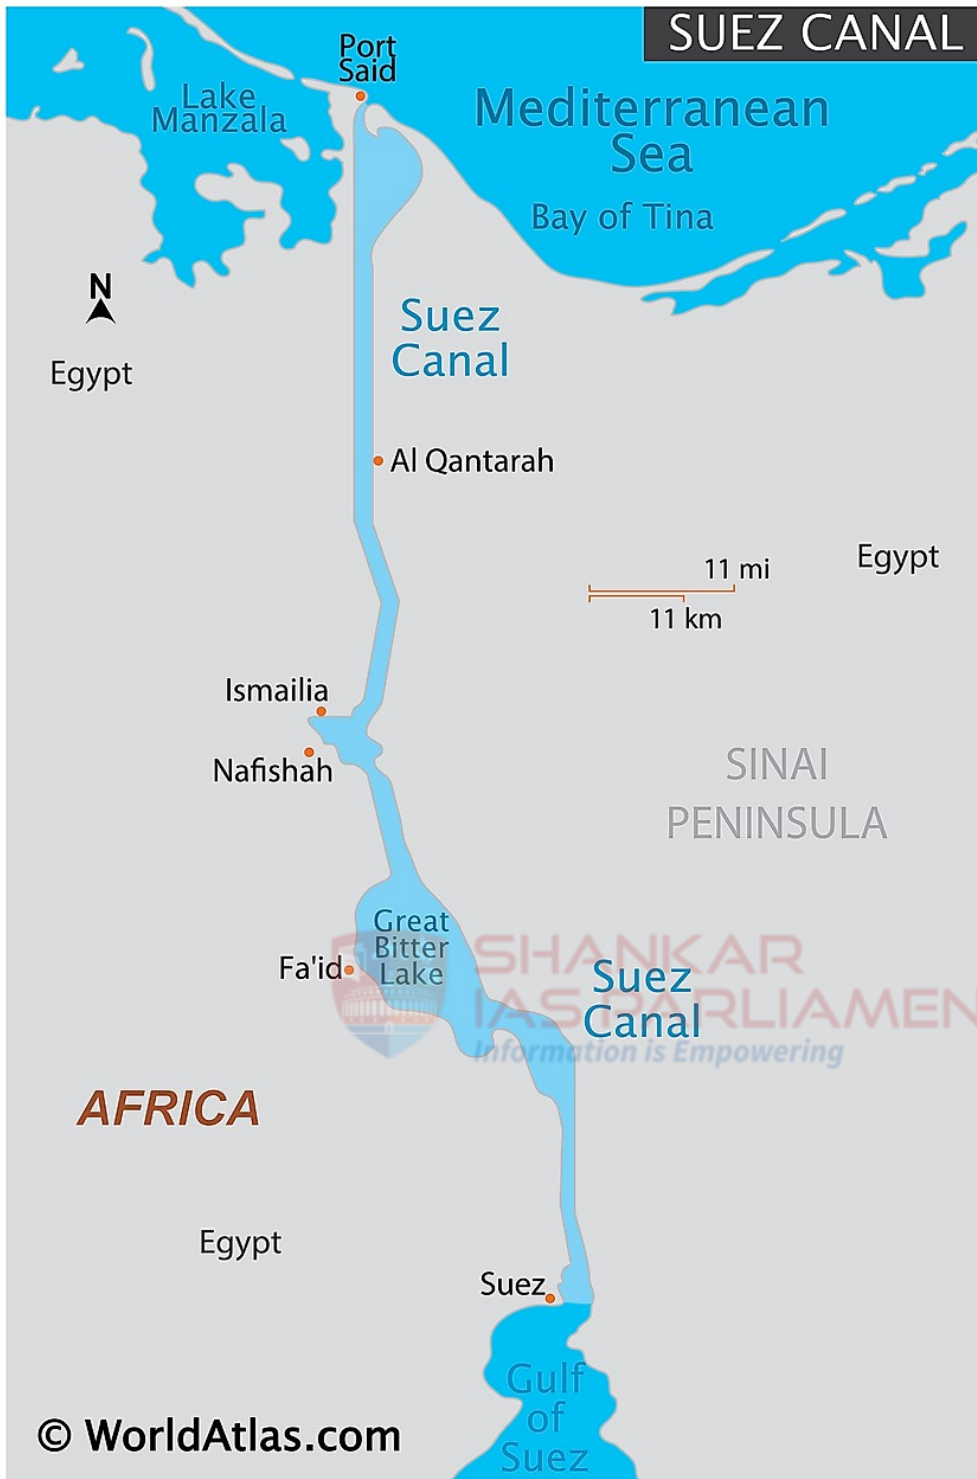 SUEZ CANAL
Port
Said
Lake
Manzala
Mediterranean
Sea
Bay of Tina
N
Suez
Canal
Egypt
Al Qantarah
Egypt
11 mi
11 km
Ismailia
Nafishah
SINAI
PENINSULA
Great
Bitter
Lake
Fa'id
SHANKAR
IAS PARLIAMEN
Information is Empowering
Suez
Canal
AFRICA
Egypt
Suez
Gulf
of
Suez
© WorldAtlas.com